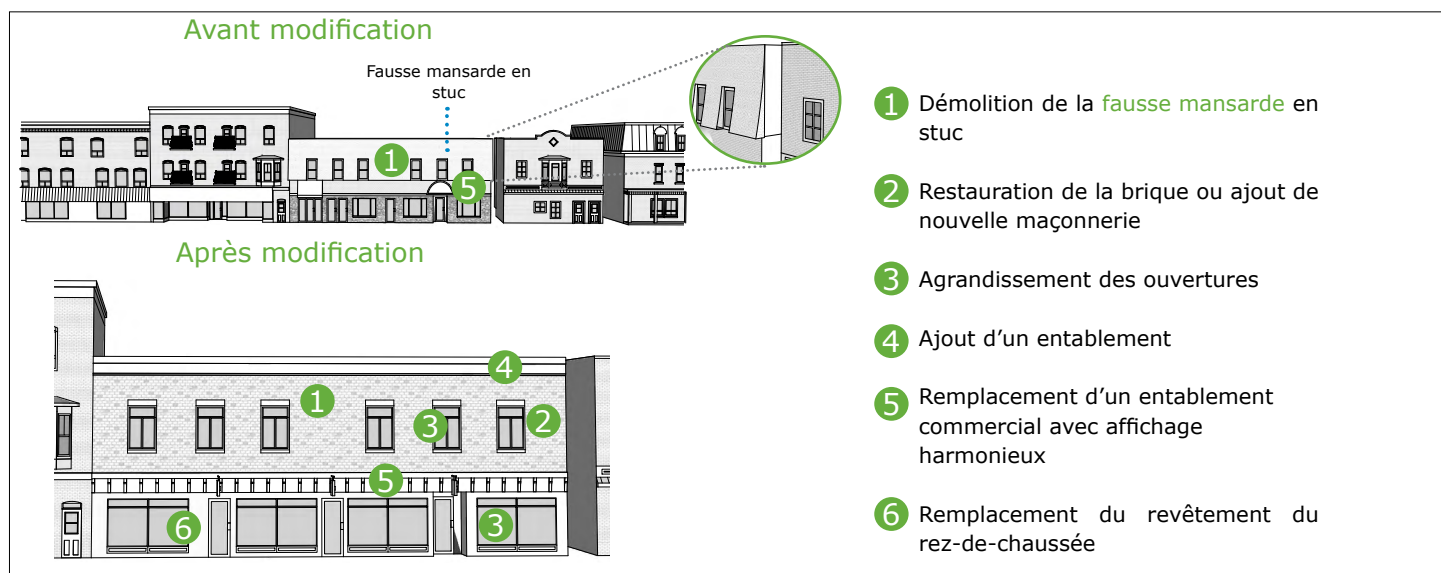 Avant modification
Fausse mansarde en
stuc
1
5
Après modification
4
1
3
2
5
6
3
1 Démolition de la fausse mansarde en
stuc
2 Restauration de la brique ou ajout de
nouvelle maçonnerie
3 Agrandissement des ouvertures
4 Ajout d’un entablement
5 Remplacement d’un entablement
commercial avec affichage
harmonieux
6 Remplacement du revêtement du
rez-de-chaussée